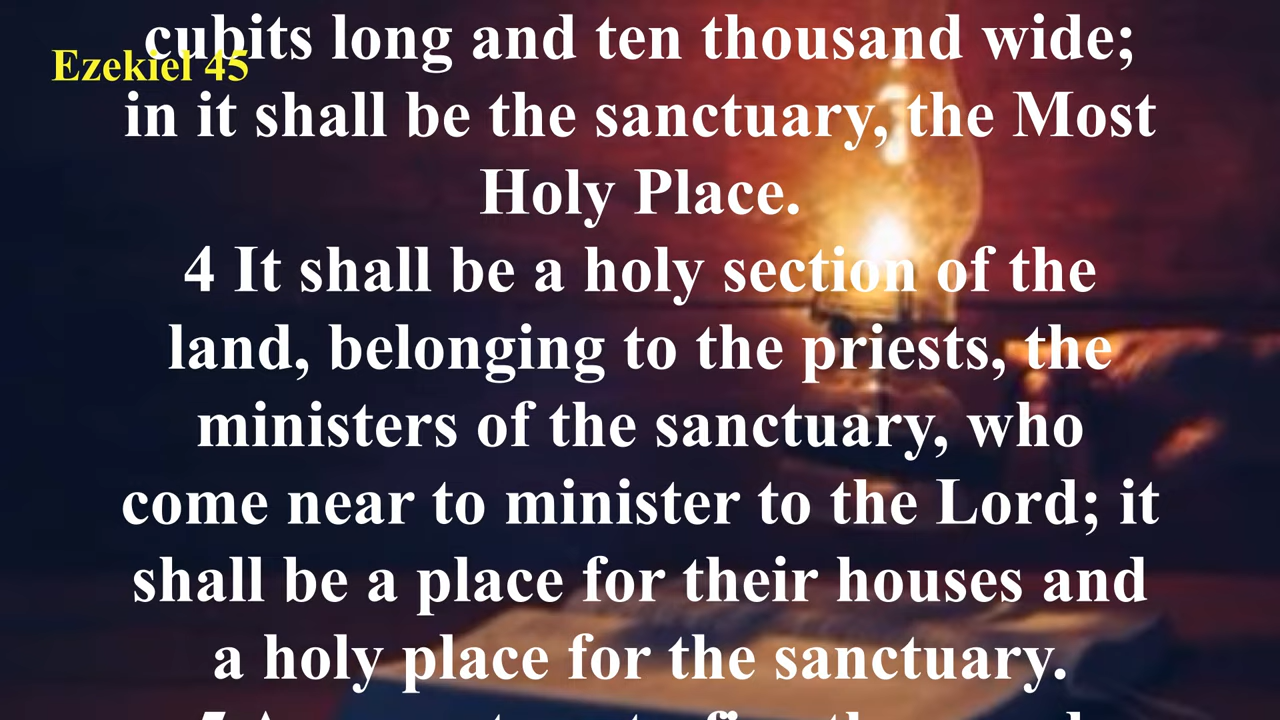 cubits long and ten thousand wide;
Ezekiel 45
in it shall be the sanctuary, the Most
Holy Place.
4 It shall be a holy section of the
land, belonging to the priests, the
ministers of the sanctuary, who
come near to minister to the Lord; it
shall be a place for their houses and
a holy place for the sanctuary.